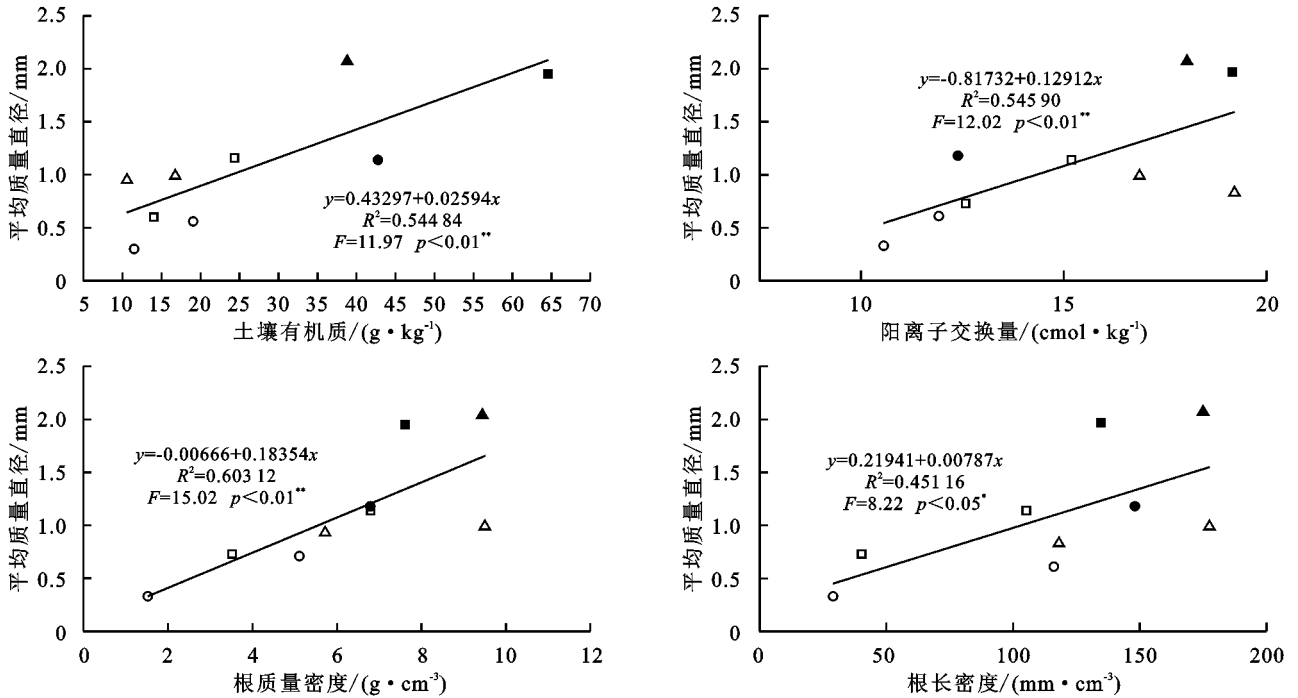 平均质量直径/mm
2.5
2.0
1.5
1.0
0.5
0
y=0.43297+0.02594x
R²=0.544 84
F=11.97 p<0.01**
5 10 15 20 25 30 35 40 45 50 55 60 65 70
土壤有机质/(g·kg⁻¹)
平均质量直径/mm
2.5
2.0
1.5
1.0
0.5
0
y=-0.81732+0.12912x
R²=0.545 90
F=12.02 p<0.01**
10 15 20
阳离子交换量/(cmol·kg⁻¹)
平均质量直径/mm
2.5
2.0
1.5
1.0
0.5
0
y=-0.00666+0.18354x
R²=0.603 12
F=15.02 p<0.01**
0 2 4 6 8 10 12
根质量密度/(g·cm⁻³)
平均质量直径/mm
2.5
2.0
1.5
1.0
0.5
0
y=0.21941+0.00787x
R²=0.451 16
F=8.22 p<0.05*
0 50 100 150 200
根长密度/(mm·cm⁻³)